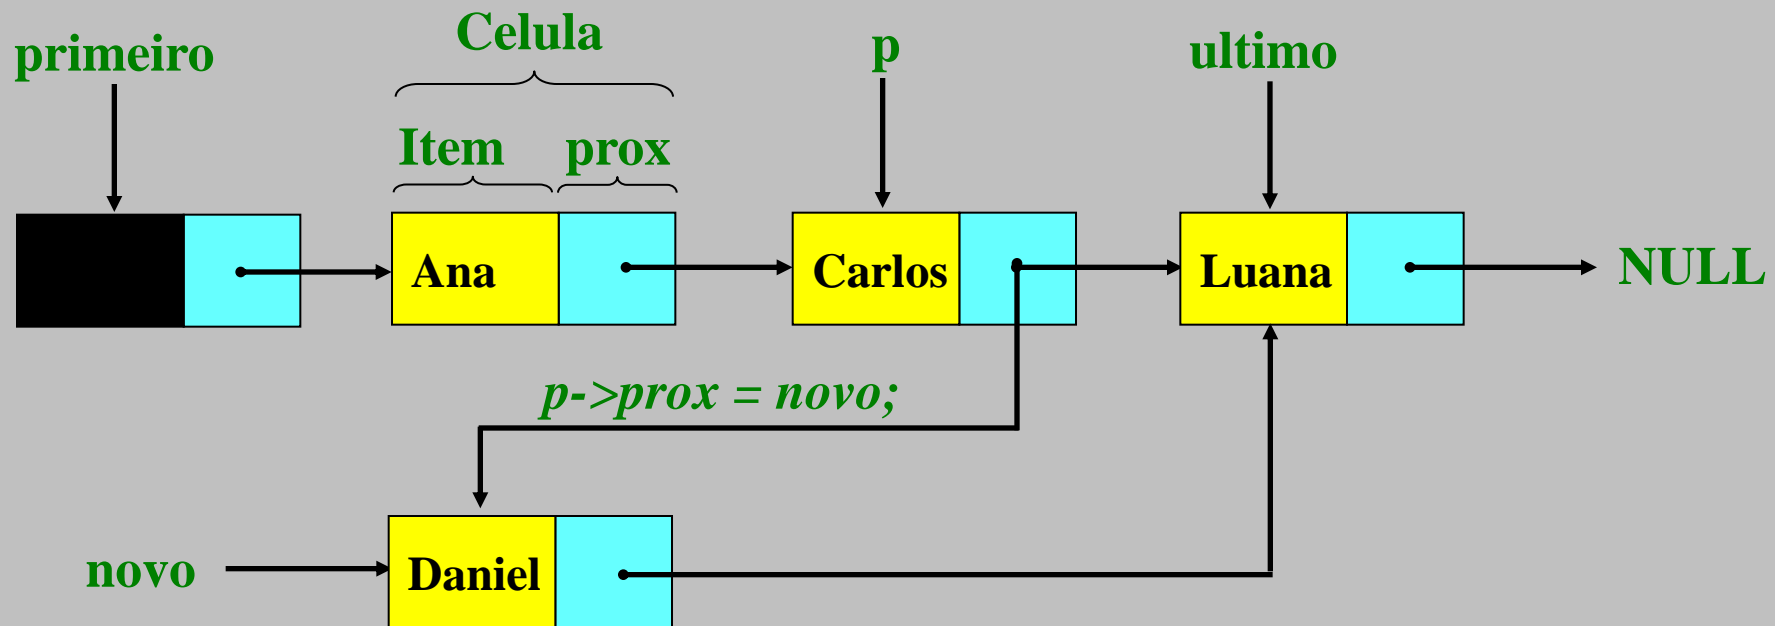 primeiro
Celula
p
ultimo
Item
prox
Ana
Carlos
Luana
NULL
p->prox = novo;
novo
Daniel